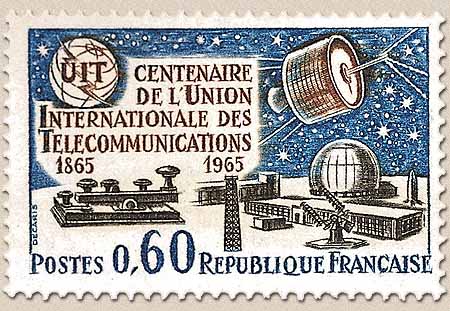 UIT
CENTENAIRE
DE L'UNION
INTERNATIONALE DES
TELECOMMUNICATIONS
1865 1965
DECARIS
POSTES 0,60 REPUBLIQUE FRANÇAISE